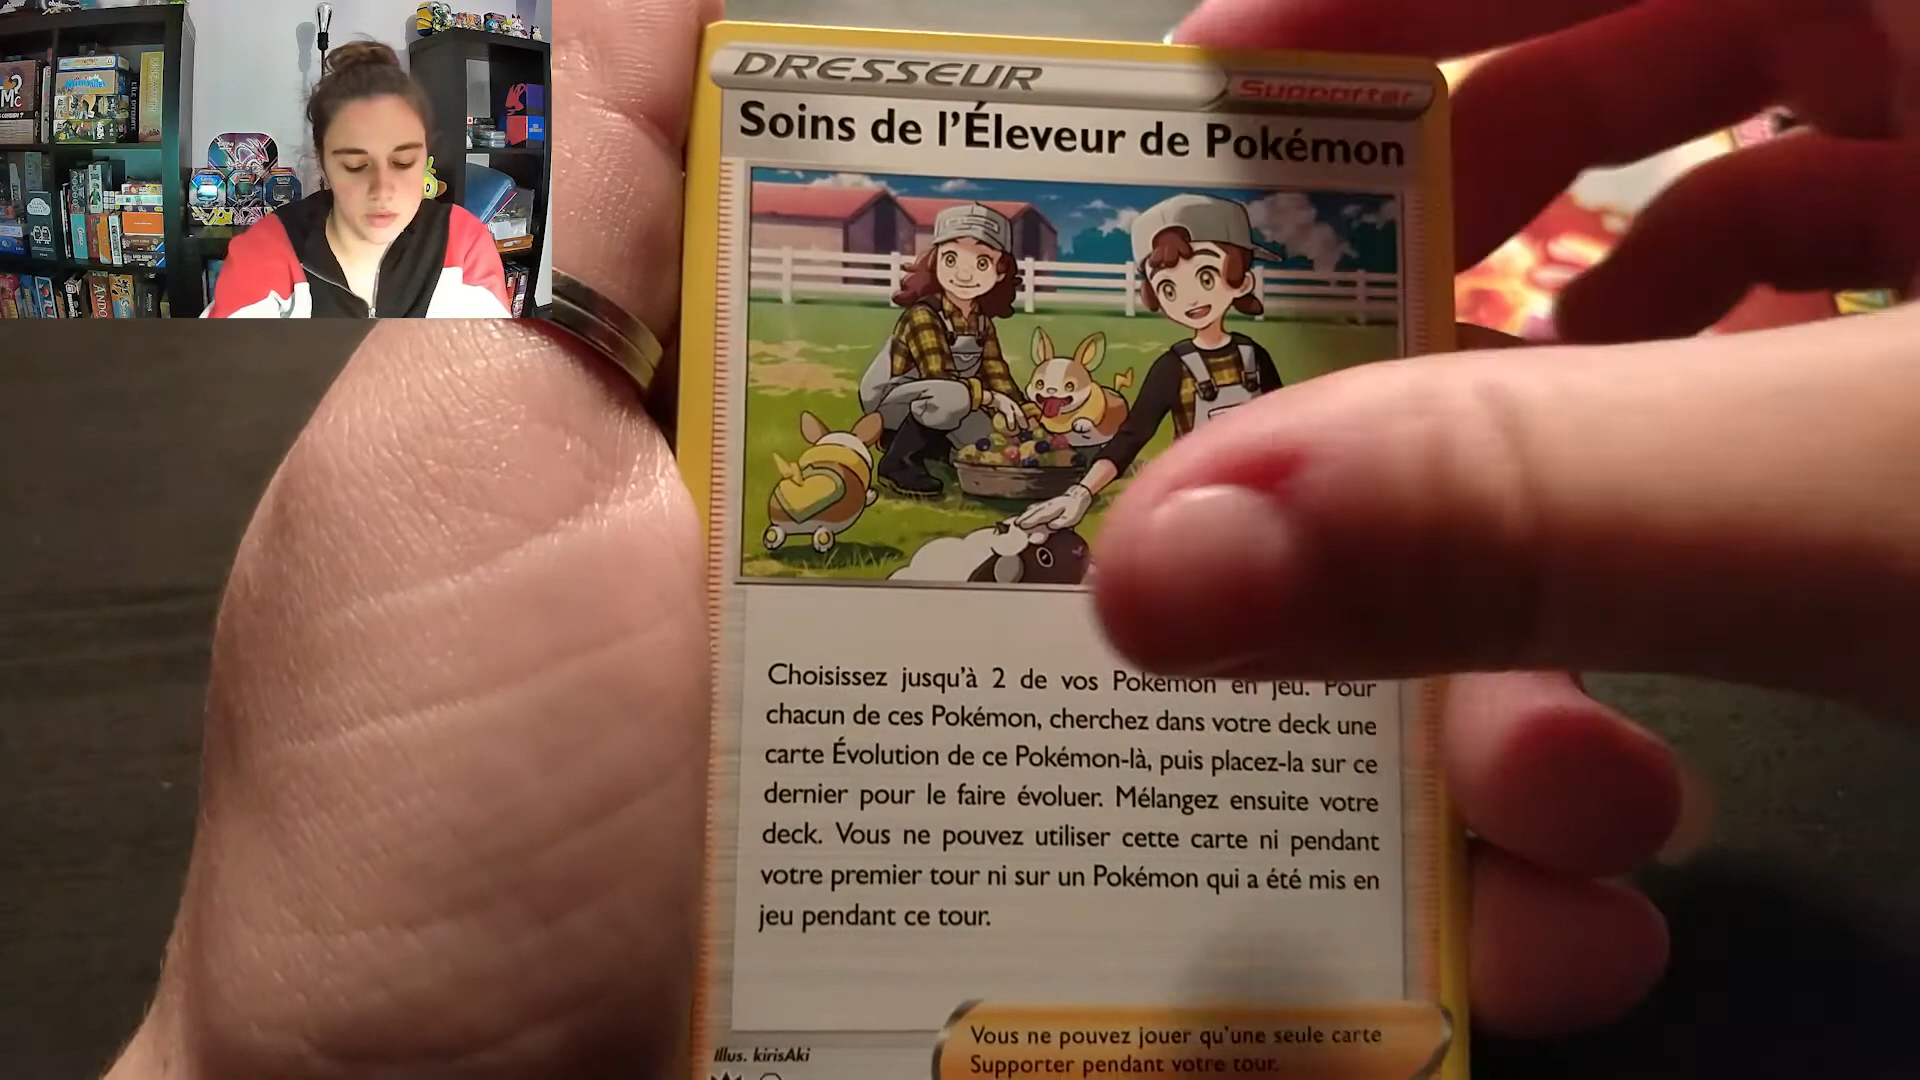 DRESSEUR
Supporter
Soins de l'Éleveur de Pokémon
Choisissez jusqu'à 2 de vos Pokémon en jeu. Pour
chacun de ces Pokémon, cherchez dans votre deck une
carte Évolution de ce Pokémon-là, puis placez-la sur ce
dernier pour le faire évoluer. Mélangez ensuite votre
deck. Vous ne pouvez utiliser cette carte ni pendant
votre premier tour ni sur un Pokémon qui a été mis en
jeu pendant ce tour.
Vous ne pouvez jouer qu'une seule carte
Supporter pendant votre tour.
Illus. kirisAki